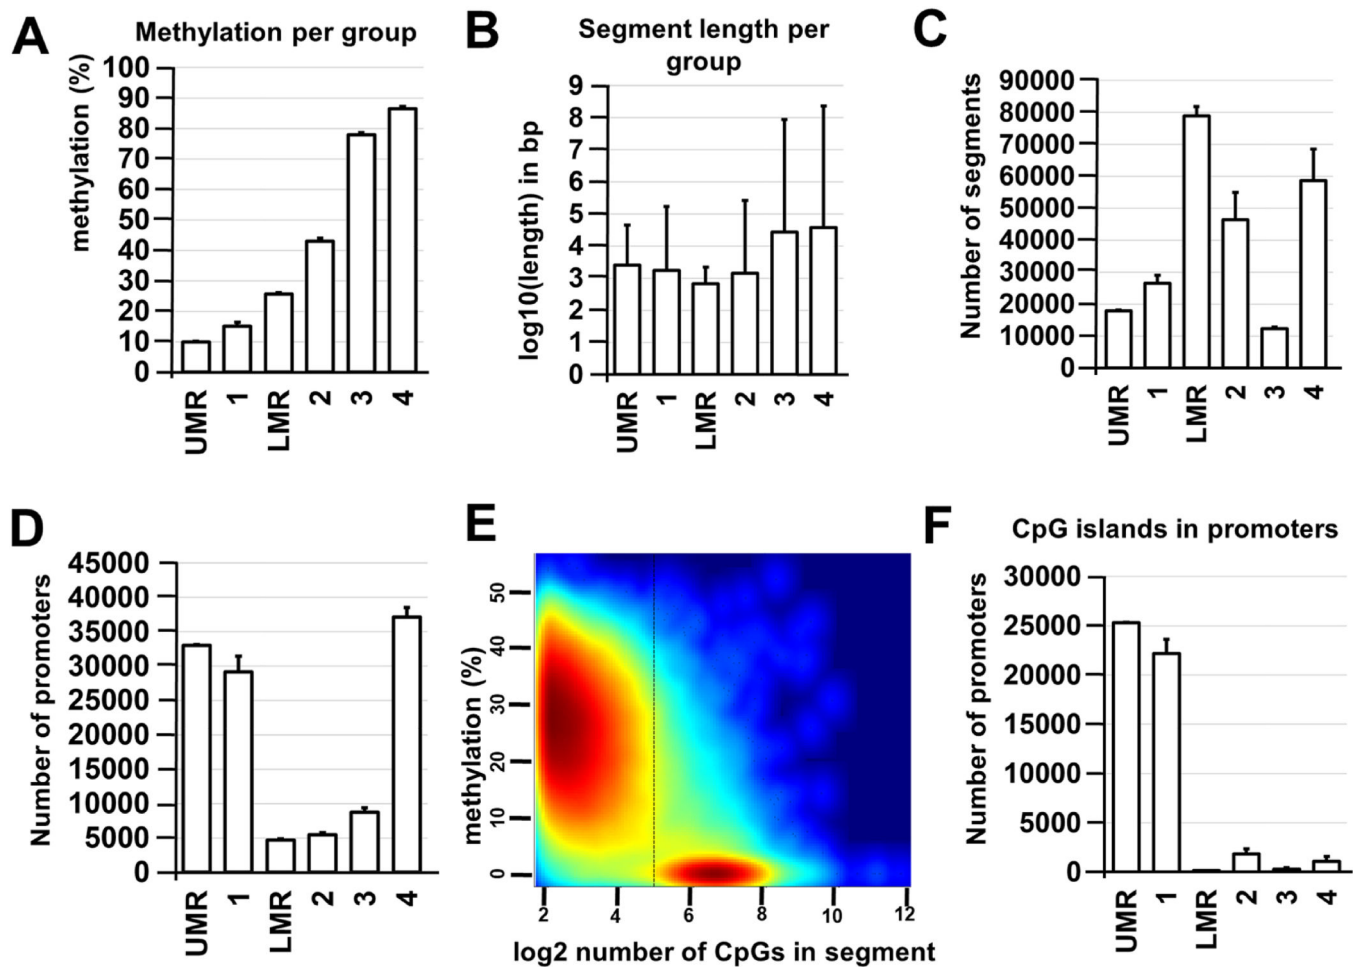 A
Methylation per group
methylation (%)
100
90
80
70
60
50
40
30
20
10
0
UMR
1
LMR
2
3
4
B
Segment length per
group
log10(length) in bp
9
8
7
6
5
4
3
2
1
0
UMR
1
LMR
2
3
4
C
Number of segments
90000
80000
70000
60000
50000
40000
30000
20000
10000
0
UMR
1
LMR
2
3
4
D
Number of promoters
45000
40000
35000
30000
25000
20000
15000
10000
5000
0
UMR
1
LMR
2
3
4
E
methylation (%)
50
40
30
20
10
0
2
4
6
8
10
12
log2 number of CpGs in segment
F
CpG islands in promoters
Number of promoters
30000
25000
20000
15000
10000
5000
0
UMR
1
LMR
2
3
4